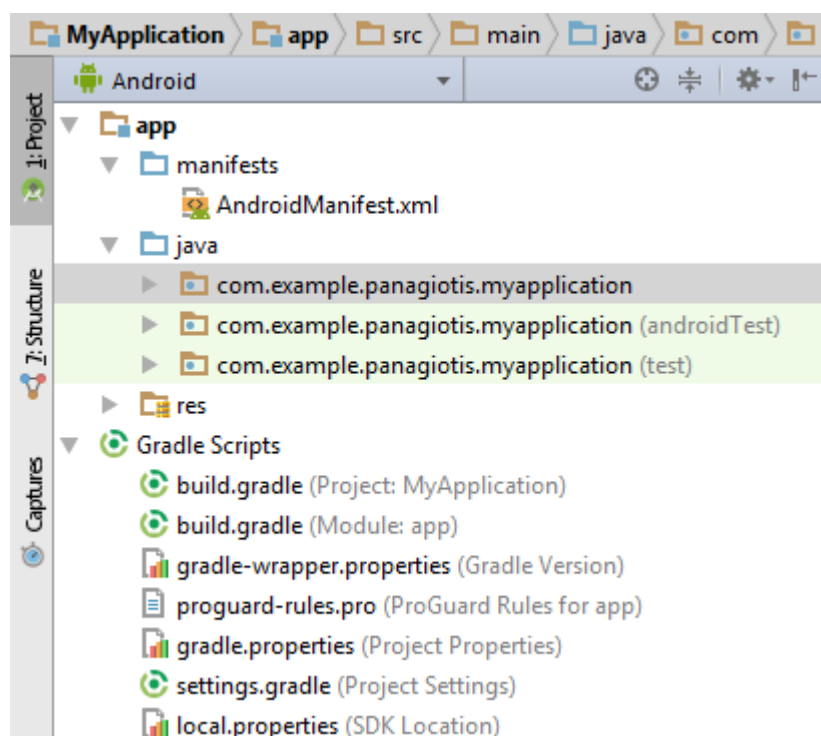 MyApplication app src main java com
Android
1: Project
7: Structure
Captures
app
manifests
AndroidManifest.xml
java
com.example.panagiotis.myapplication
com.example.panagiotis.myapplication (androidTest)
com.example.panagiotis.myapplication (test)
res
Gradle Scripts
build.gradle (Project: MyApplication)
build.gradle (Module: app)
gradle-wrapper.properties (Gradle Version)
proguard-rules.pro (ProGuard Rules for app)
gradle.properties (Project Properties)
settings.gradle (Project Settings)
local.properties (SDK Location)